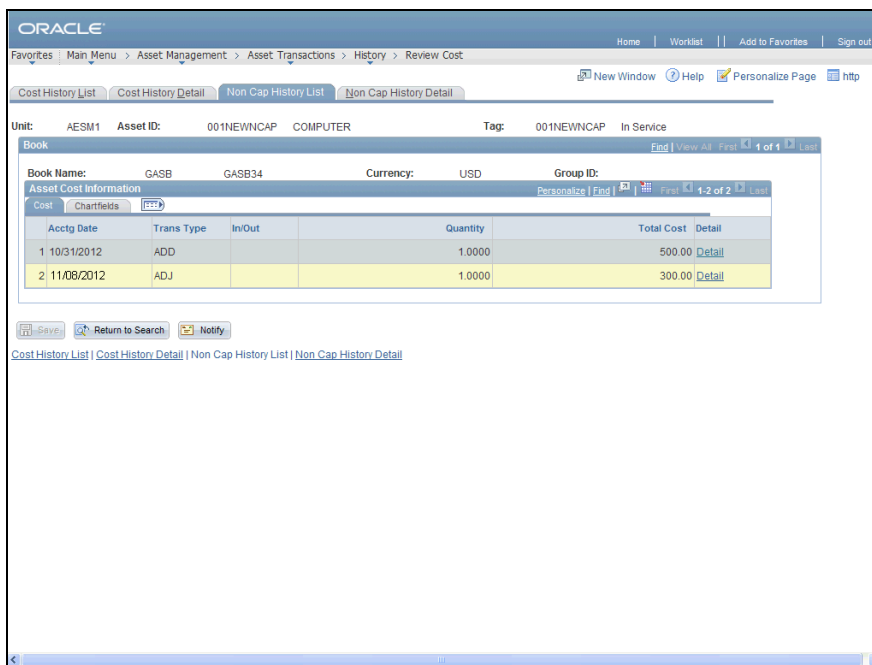 ORACLE
Home | Worklist | | Add to Favorites | Sign out
Favorites | Main Menu > Asset Management > Asset Transactions > History > Review Cost
New Window Help Personalize Page http
Cost History List Cost History Detail Non Cap History List Non Cap History Detail
Unit: AESM1 Asset ID: 001NEWNCAP COMPUTER Tag: 001NEWNCAP In Service
Book Find | View All First 1 of 1 Last
Book Name: GASB GASB34 Currency: USD Group ID:
Asset Cost Information Personalize | Find | | First 1-2 of 2 Last
Cost Chartfields
Acctg Date Trans Type In/Out Quantity Total Cost Detail
1 10/31/2012 ADD 1.0000 500.00 Detail
2 11/08/2012 ADJ 1.0000 300.00 Detail
Save Return to Search Notify
Cost History List | Cost History Detail | Non Cap History List | Non Cap History Detail